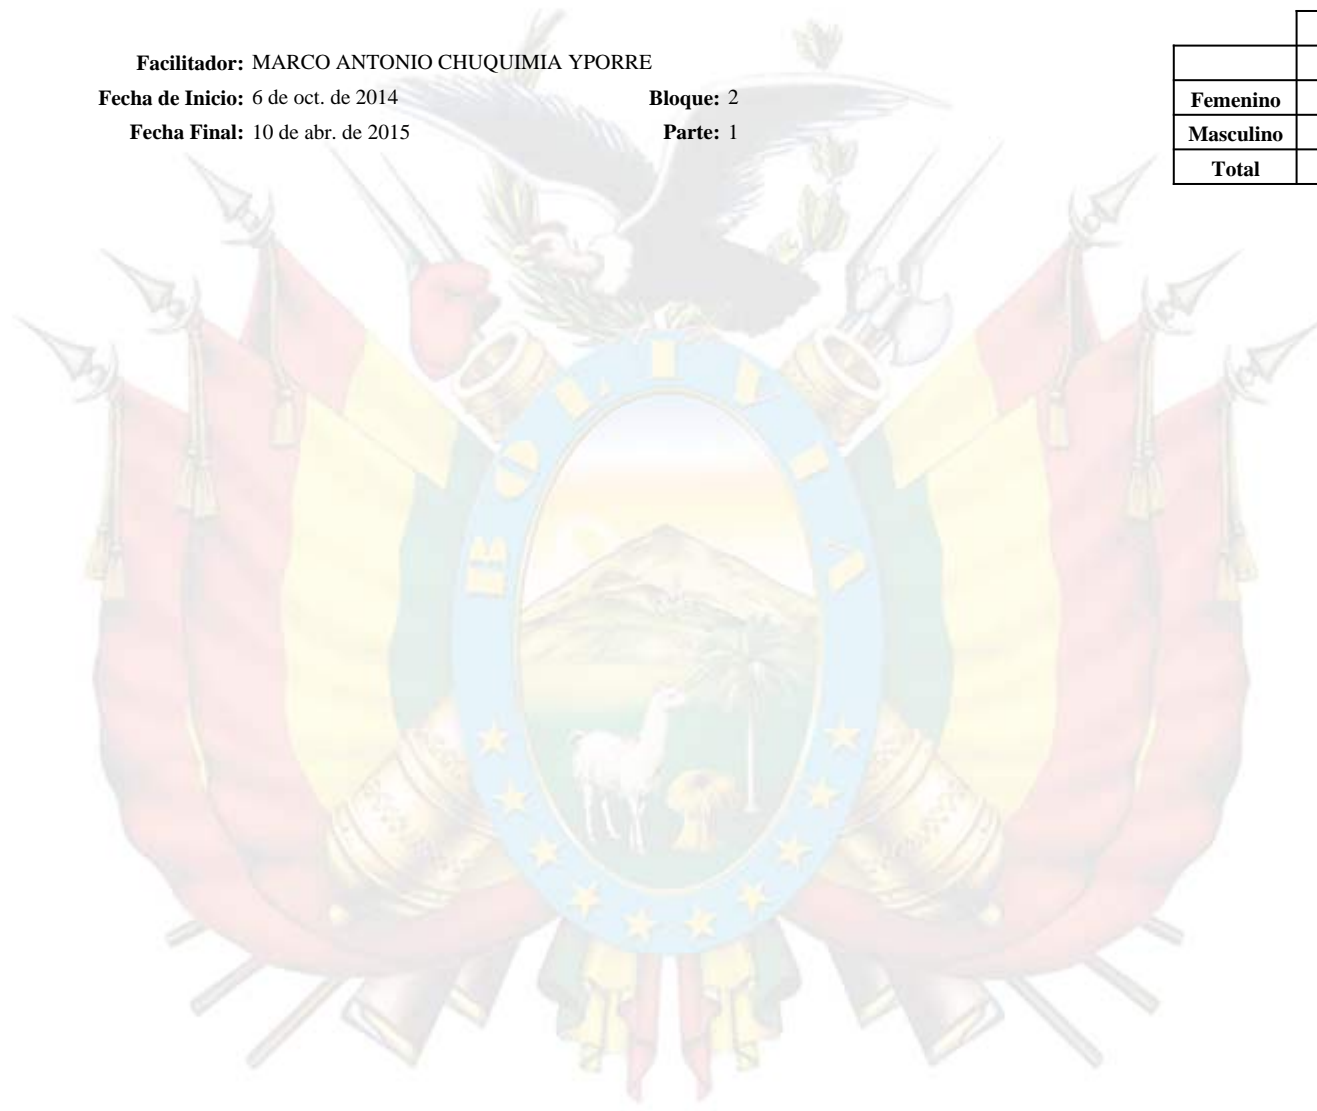 Facilitador: MARCO ANTONIO CHUQUIMIA YPORRE
Fecha de Inicio: 6 de oct. de 2014 Bloque: 2
Fecha Final: 10 de abr. de 2015 Parte: 1
Femenino
Masculino
Total
BOLIVIA